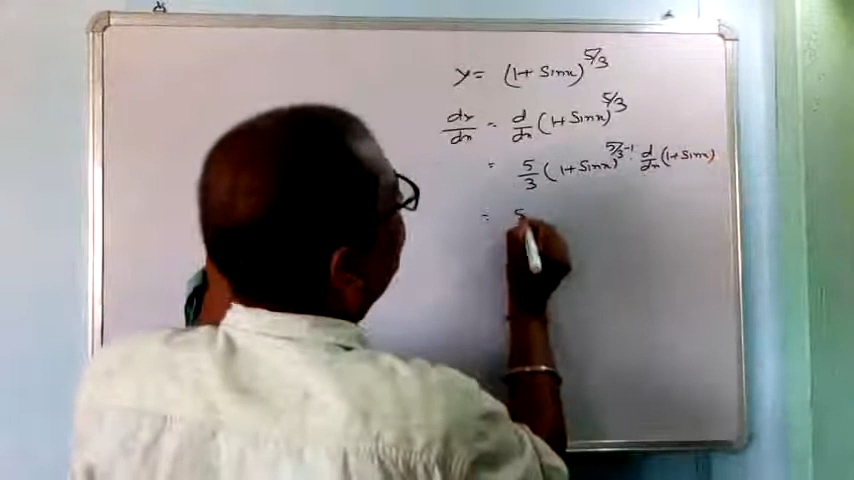 y = (1+ Sinx)^5/3
dy/dx = d/dx (1+ Sinx)^5/3
= 5/3 (1+ Sinx)^5/3-1 . d/dx (1+ Sinx)
= 5